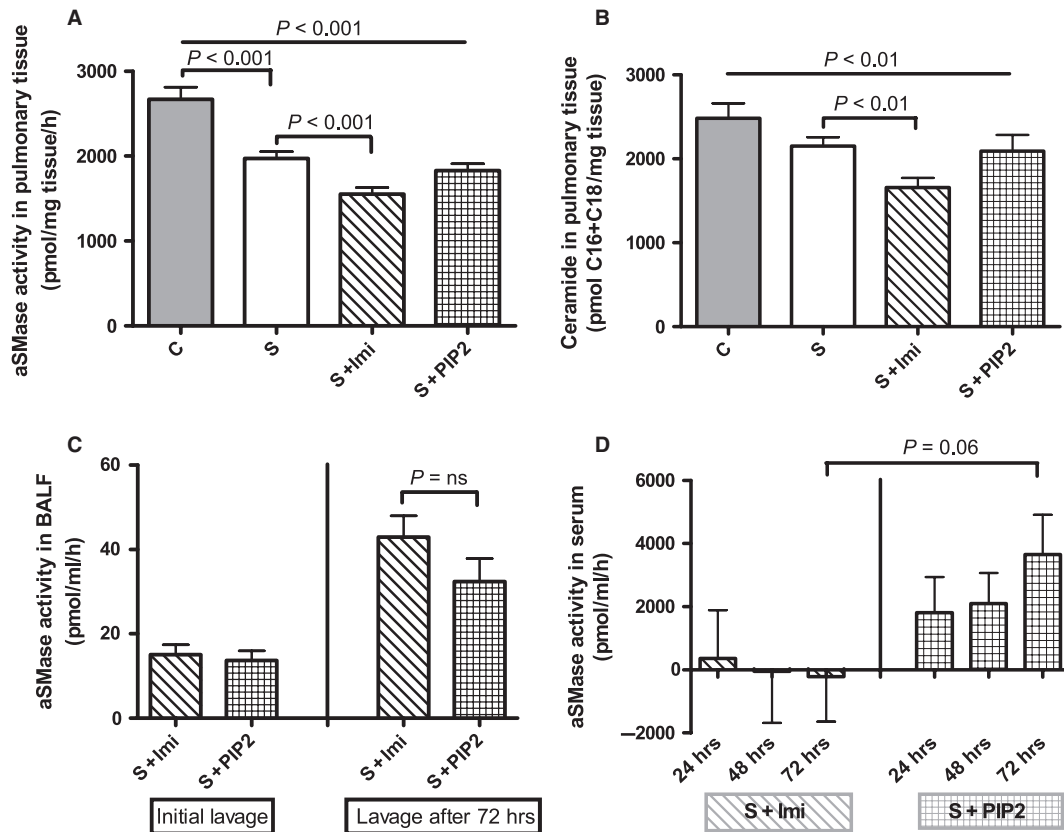 A
P < 0.001
P < 0.001
P < 0.001
aSMase activity in pulmonary tissue
(pmol/mg tissue/h)
3000
2000
1000
0
C
S
S+Imi
S+PIP2
B
P < 0.01
P < 0.01
Ceramide in pulmonary tissue
(pmol C16+C18/mg tissue)
3000
2000
1000
0
C
S
S+Imi
S+PIP2
C
P = ns
aSMase activity in BALF
(pmol/ml/h)
60
40
20
0
S+Imi
S+PIP2
S+Imi
S+PIP2
Initial lavage
Lavage after 72 hrs
D
P = 0.06
aSMase activity in serum
(pmol/ml/h)
6000
4000
2000
0
–2000
24 hrs
48 hrs
72 hrs
24 hrs
48 hrs
72 hrs
S+Imi
S+PIP2